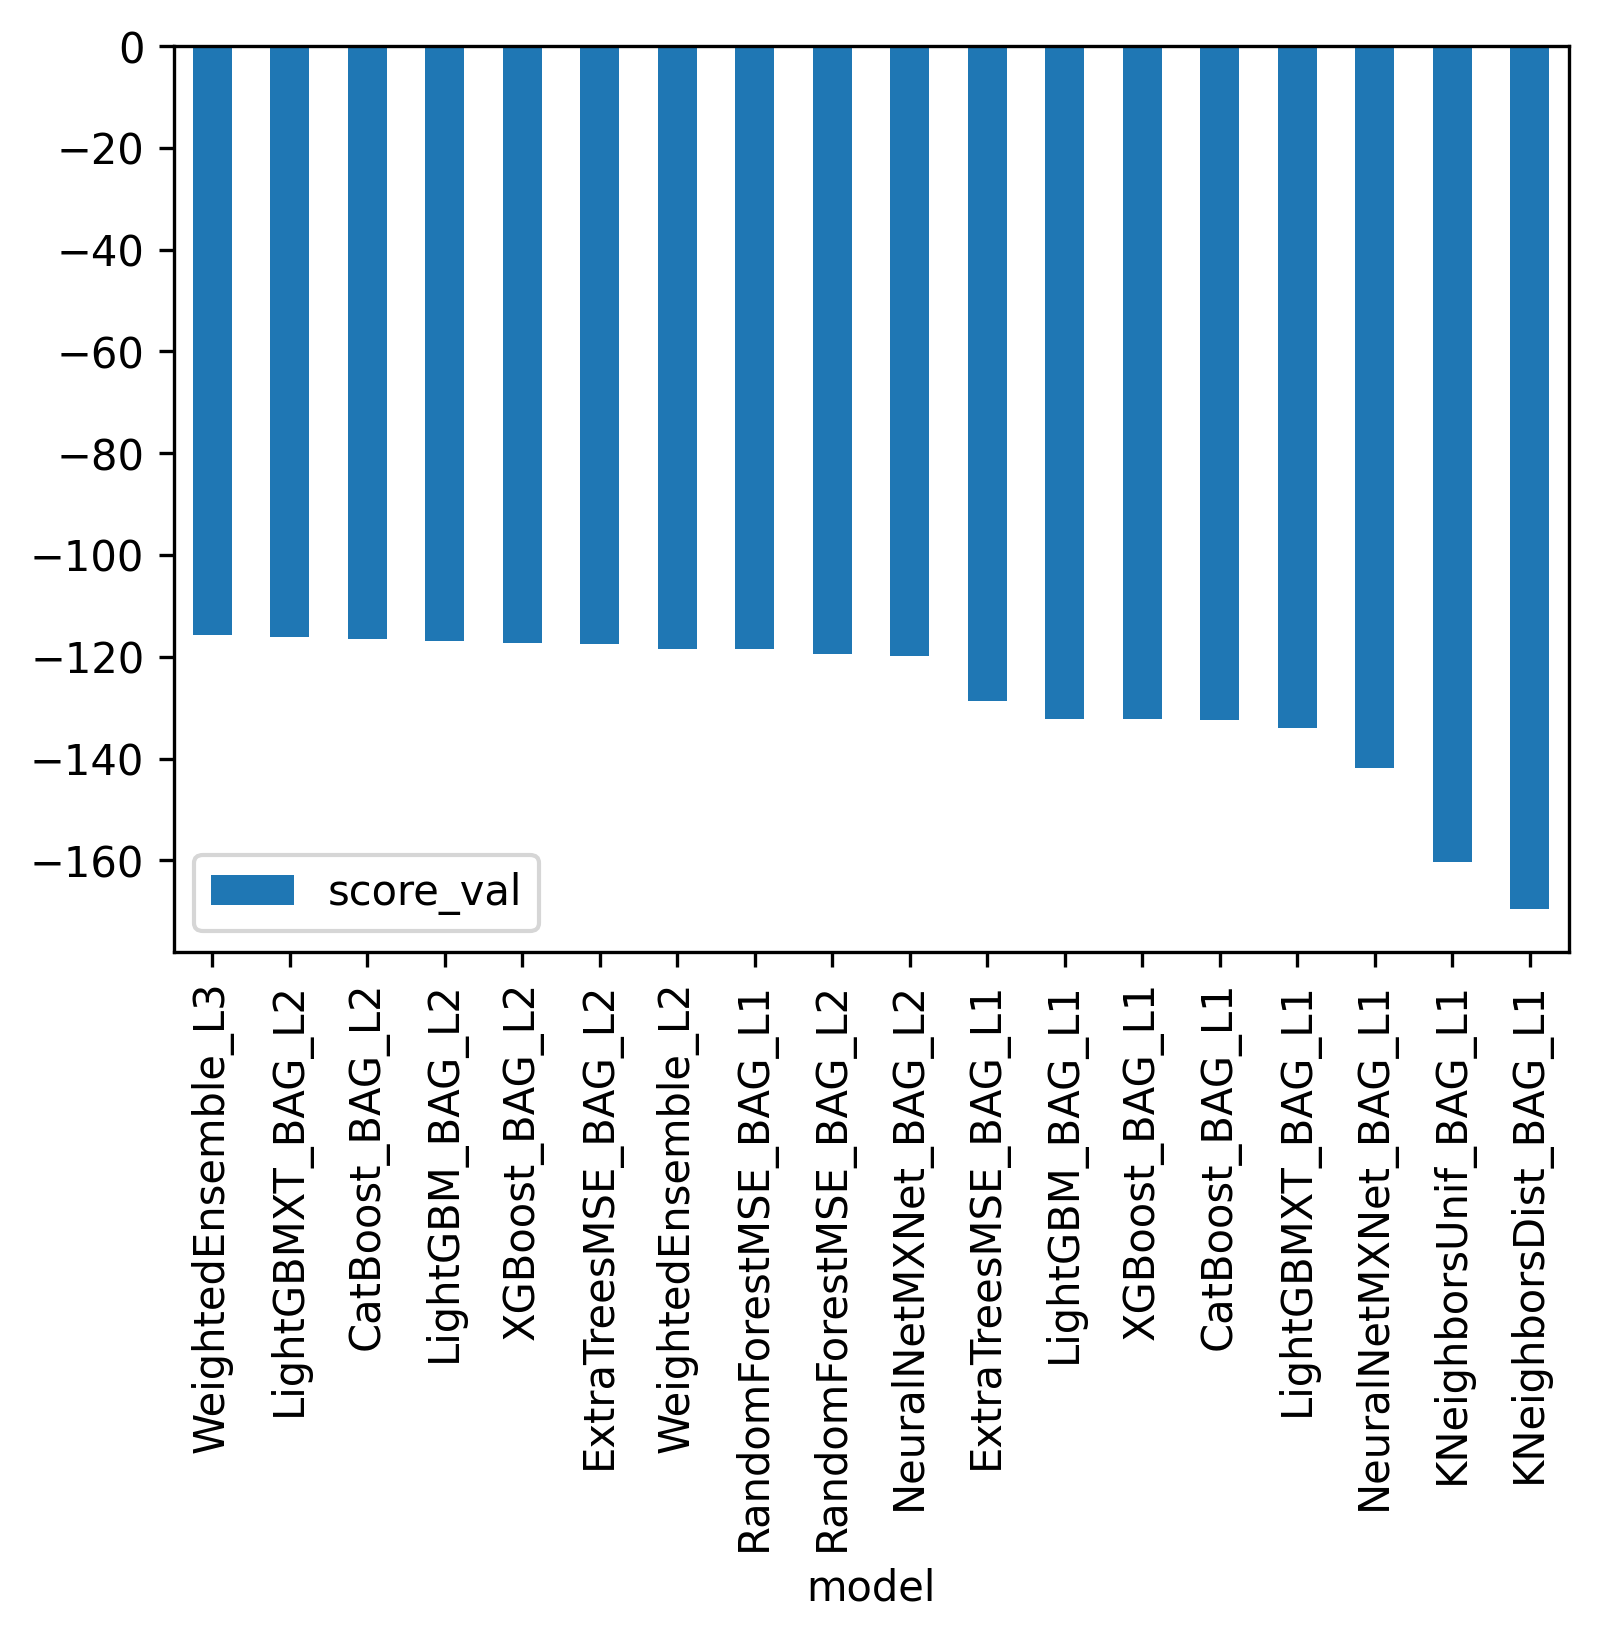 0
−20
−40
−60
−80
−100
−120
−140
−160
score_val
WeightedEnsemble_L3
LightGBMXT_BAG_L2
CatBoost_BAG_L2
LightGBM_BAG_L2
XGBoost_BAG_L2
ExtraTreesMSE_BAG_L2
WeightedEnsemble_L2
RandomForestMSE_BAG_L1
RandomForestMSE_BAG_L2
NeuralNetMXNet_BAG_L2
ExtraTreesMSE_BAG_L1
LightGBM_BAG_L1
XGBoost_BAG_L1
CatBoost_BAG_L1
LightGBMXT_BAG_L1
NeuralNetMXNet_BAG_L1
KNeighborsUnif_BAG_L1
KNeighborsDist_BAG_L1
model